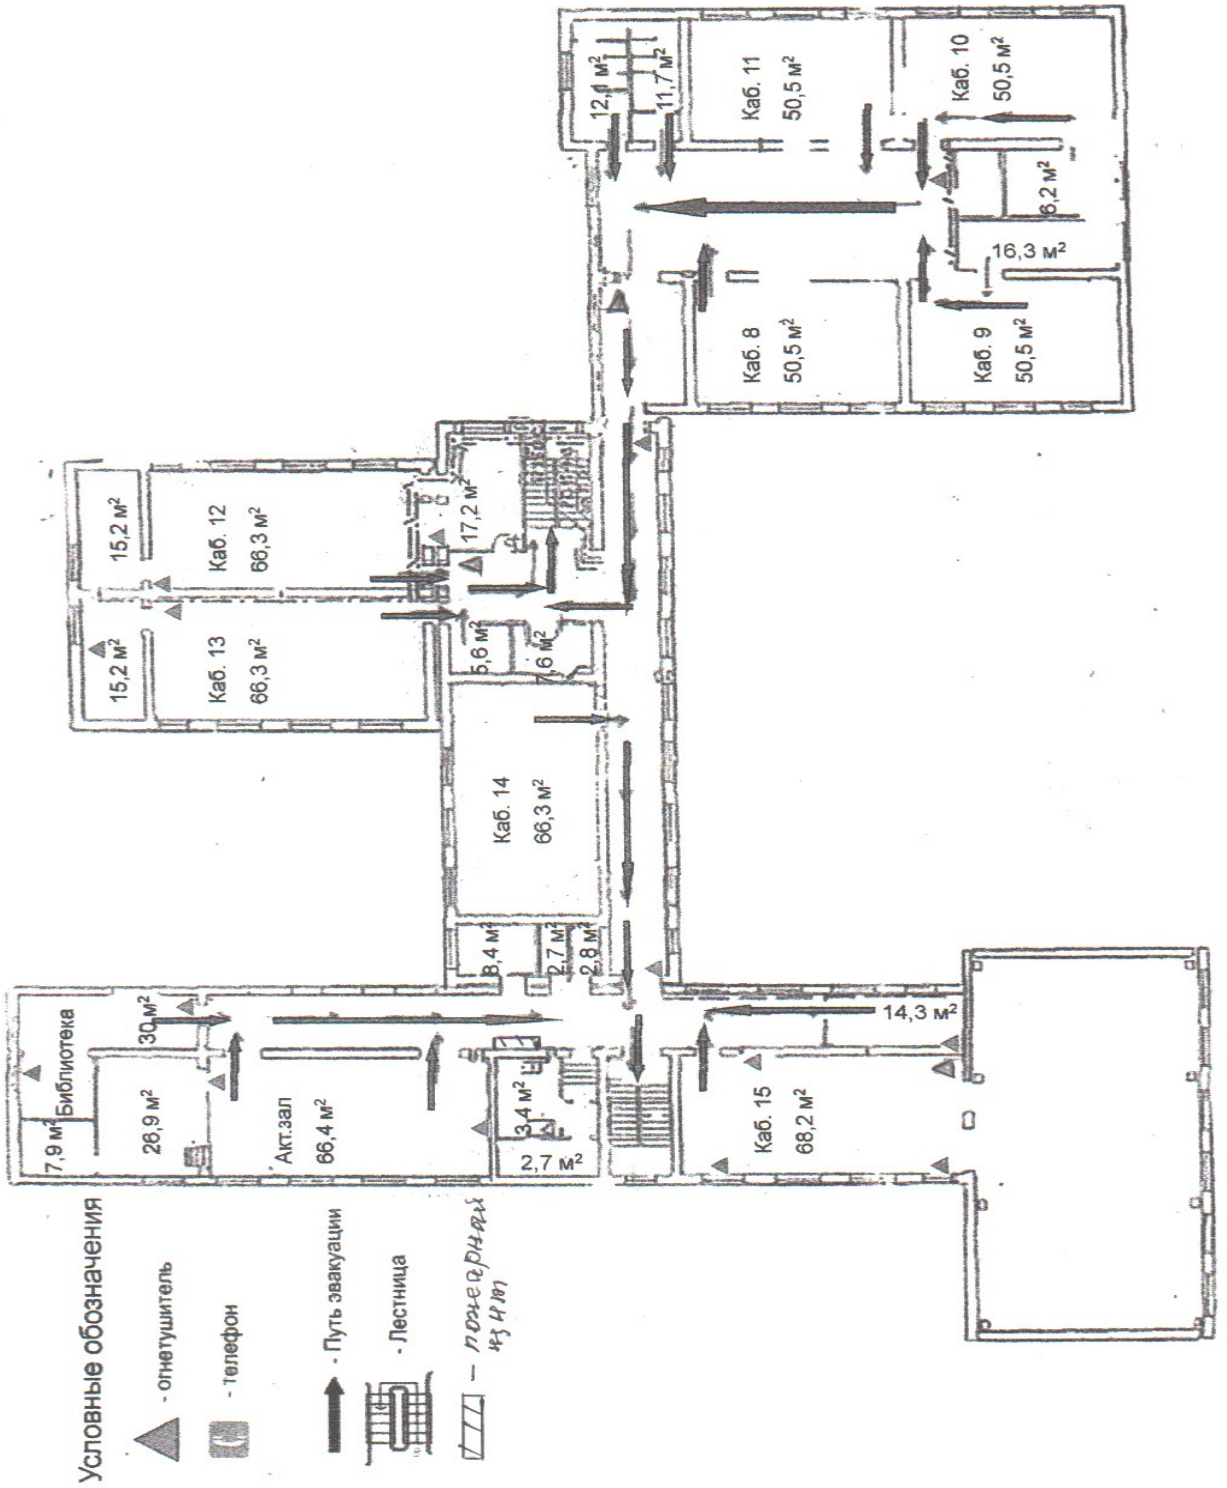 Условные обозначения
- огнетушитель
- телефон
- Путь эвакуации
- Лестница
- пожарный
щит
7,9 м²
Библиотека
30 м²
28,9 м²
Акт.зал
66,4 м²
3,4 м²
2,7 м²
8,4 м²
2,7 м²
2,8 м²
Каб. 15
68,2 м²
14,3 м²
Каб. 14
66,3 м²
15,2 м²
Каб. 13
66,3 м²
5,6 м²
7,6 м²
15,2 м²
Каб. 12
66,3 м²
17,2 м²
Каб. 8
50,5 м²
Каб. 9
50,5 м²
16,3 м²
6,2 м²
12,1 м²
11,7 м²
Каб. 11
50,5 м²
Каб. 10
50,5 м²